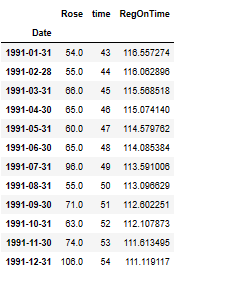 Rose time RegOnTime
Date
1991-01-31 54.0 43 116.557274
1991-02-28 55.0 44 116.062896
1991-03-31 66.0 45 115.568518
1991-04-30 65.0 46 115.074140
1991-05-31 60.0 47 114.579762
1991-06-30 65.0 48 114.085384
1991-07-31 96.0 49 113.591006
1991-08-31 55.0 50 113.096629
1991-09-30 71.0 51 112.602251
1991-10-31 63.0 52 112.107873
1991-11-30 74.0 53 111.613495
1991-12-31 106.0 54 111.119117